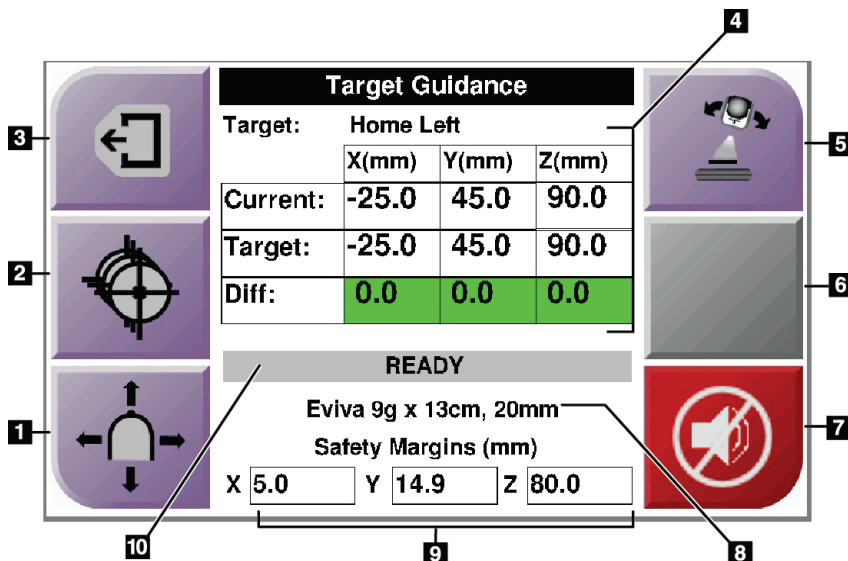 4
Target Guidance
3
Target: Home Left
5
X(mm) Y(mm) Z(mm)
Current: -25.0 45.0 90.0
Target: -25.0 45.0 90.0
2
6
Diff: 0.0 0.0 0.0
READY
Eviva 9g x 13cm, 20mm
1
7
Safety Margins (mm)
X 5.0 Y 14.9 Z 80.0
10
9
8